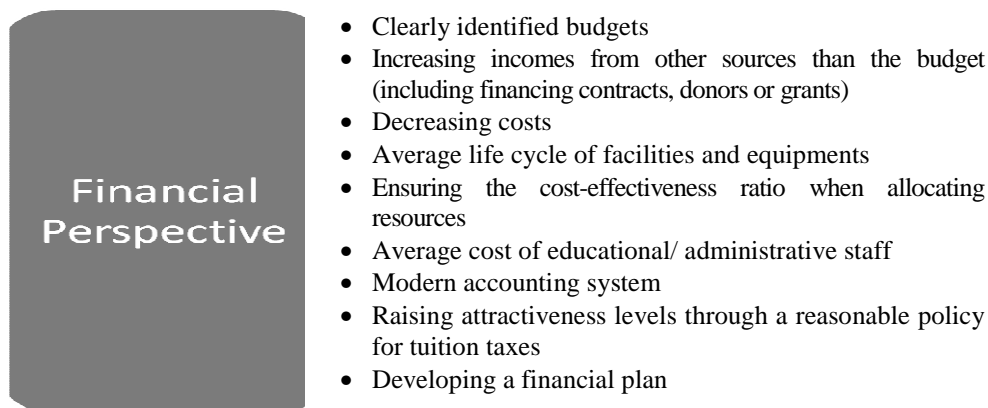 Financial
Perspective
• Clearly identified budgets
• Increasing incomes from other sources than the budget
(including financing contracts, donors or grants)
• Decreasing costs
• Average life cycle of facilities and equipments
• Ensuring the cost-effectiveness ratio when allocating
resources
• Average cost of educational/ administrative staff
• Modern accounting system
• Raising attractiveness levels through a reasonable policy
for tuition taxes
• Developing a financial plan